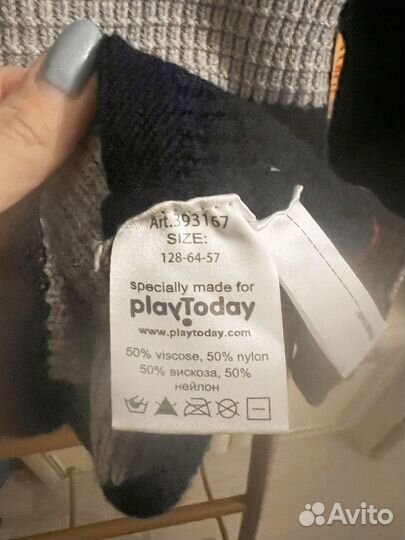 Art.393167
SIZE:
128-64-57
specially made for
playToday
www.playtoday.com
50% viscose, 50% nylon
50% вискоза, 50%
нейлон
Avito